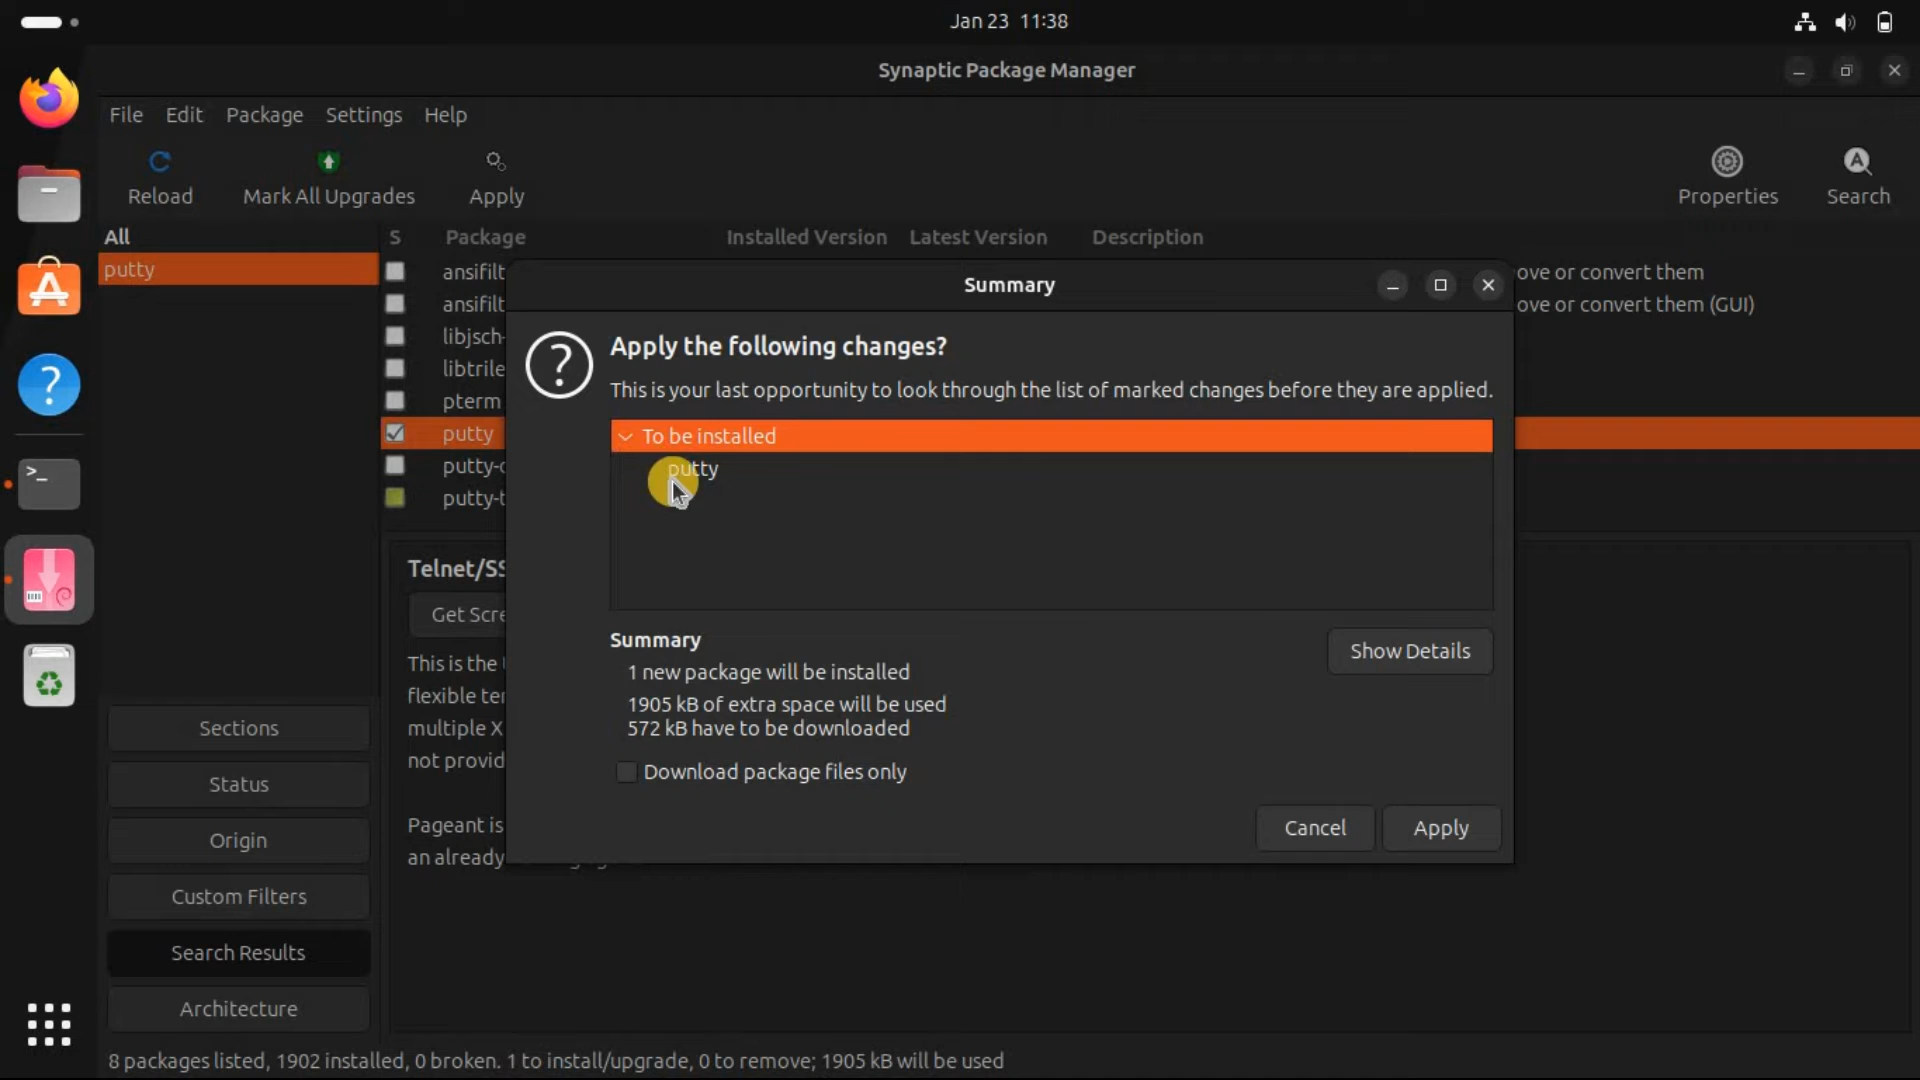 Jan 23 11:38
Synaptic Package Manager
File Edit Package Settings Help
Reload Mark All Upgrades Apply Properties Search
All S Package Installed Version Latest Version Description
putty
ansifilt ove or convert them
ansifilt ove or convert them (GUI)
libjsch-
libtrile
pterm
putty
putty-
putty-t
Summary
Apply the following changes?
This is your last opportunity to look through the list of marked changes before they are applied.
To be installed
putty
Summary
Show Details
1 new package will be installed
1905 kB of extra space will be used
572 kB have to be downloaded
Download package files only
Cancel Apply
Telnet/SS
Get Scre
This is the
flexible ter
multiple X
not provid
Pageant is
an already
Sections
Status
Origin
Custom Filters
Search Results
Architecture
8 packages listed, 1902 installed, 0 broken. 1 to install/upgrade, 0 to remove; 1905 kB will be used